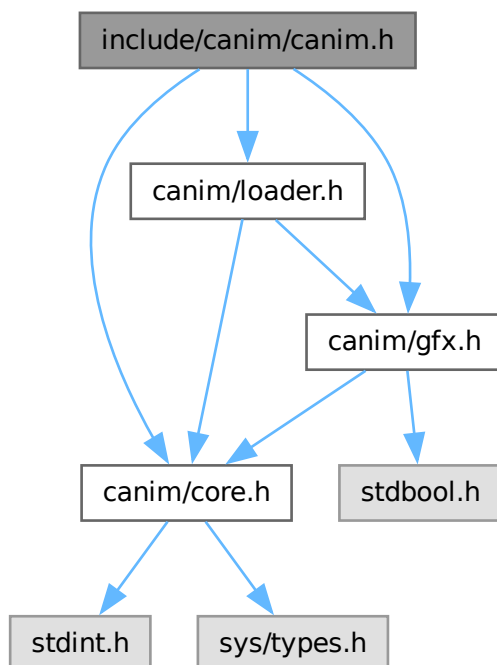 include/canim/canim.h
canim/loader.h
canim/gfx.h
canim/core.h
stdbool.h
stdint.h
sys/types.h